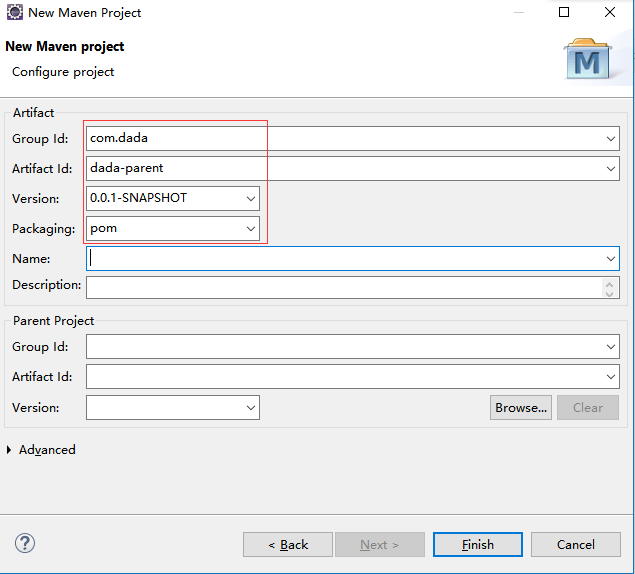 New Maven Project
New Maven project
Configure project
M
Artifact
Group Id: com.dada
Artifact Id: dada-parent
Version: 0.0.1-SNAPSHOT
Packaging: pom
Name:
Description:
Parent Project
Group Id:
Artifact Id:
Version: Browse... Clear
Advanced
? < Back Next > Finish Cancel